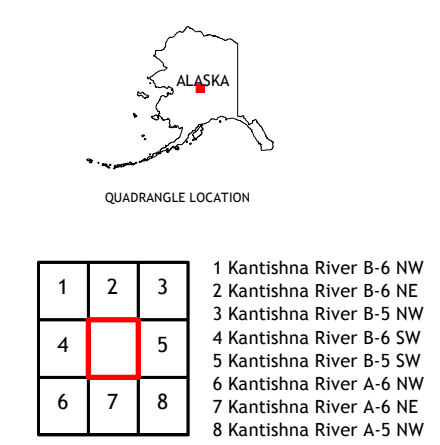 ALASKA
QUADRANGLE LOCATION
1 2 3
4 5
6 7 8
1 Kantishna River B-6 NW
2 Kantishna River B-6 NE
3 Kantishna River B-5 NW
4 Kantishna River B-6 SW
5 Kantishna River B-5 SW
6 Kantishna River A-6 NW
7 Kantishna River A-6 NE
8 Kantishna River A-5 NW